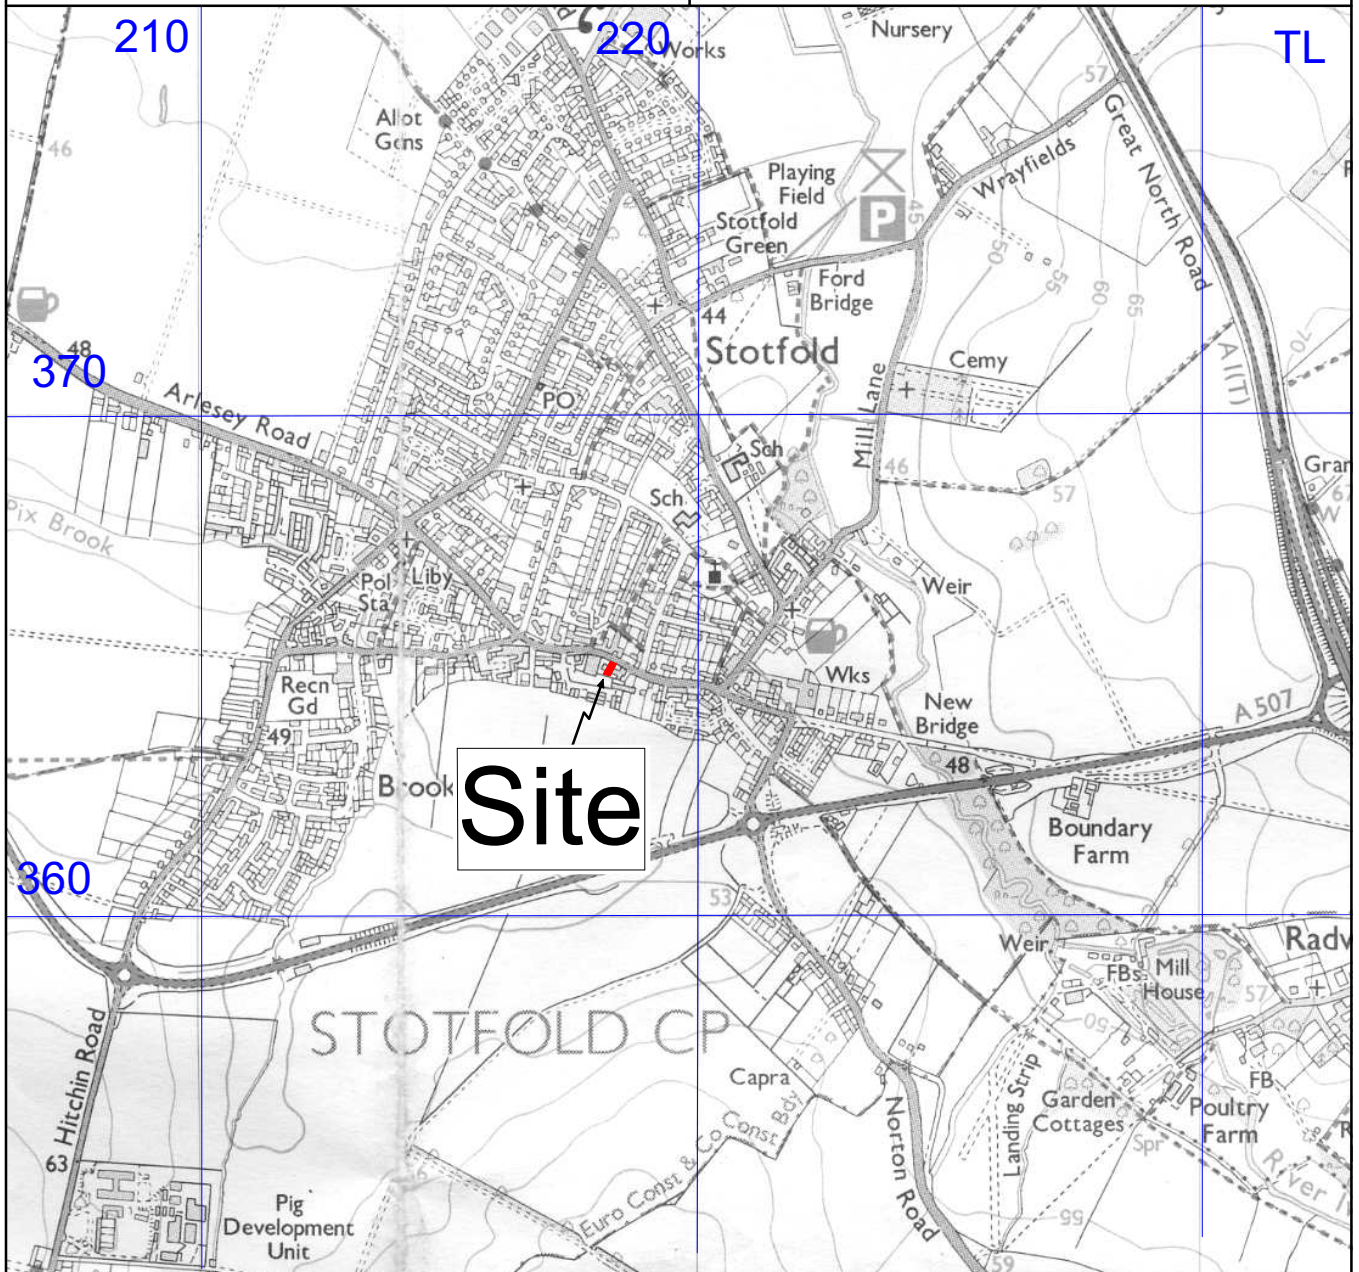 210
220
TL
Works
Nursery
57
Allot
Gdns
46
Playing
Field
Stotfold
Green
P
45
Wrayfields
Great North Road
50
55
60
65
70
Ford
Bridge
44
48
370
Stotfold
Cemy
A1(T)
Arlesey Road
PO
Mill Lane
Sch
46
57
Pix Brook
Sch
Pol
Sta
Liby
Weir
W
Recn
Gd
Wks
New
Bridge
A 507
49
48
Brook
Site
Boundary
Farm
360
53
Weir
FBs
Mill
House
57
Hitchin Road
STOTFOLD CP
50
Capra
Landing Strip
Garden
Cottages
FB
Poultry
Farm
Spr
63
Norton Road
Euro Const & Co Const Bdy
River
Pig
Development
Unit
55
59